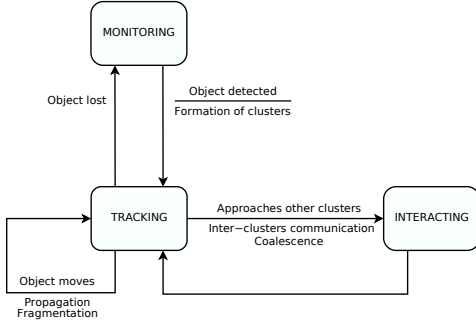 MONITORING
Object lost
Object detected
Formation of clusters
TRACKING
Approaches other clusters
Inter−clusters communication
Coalescence
INTERACTING
Object moves
Propagation
Fragmentation